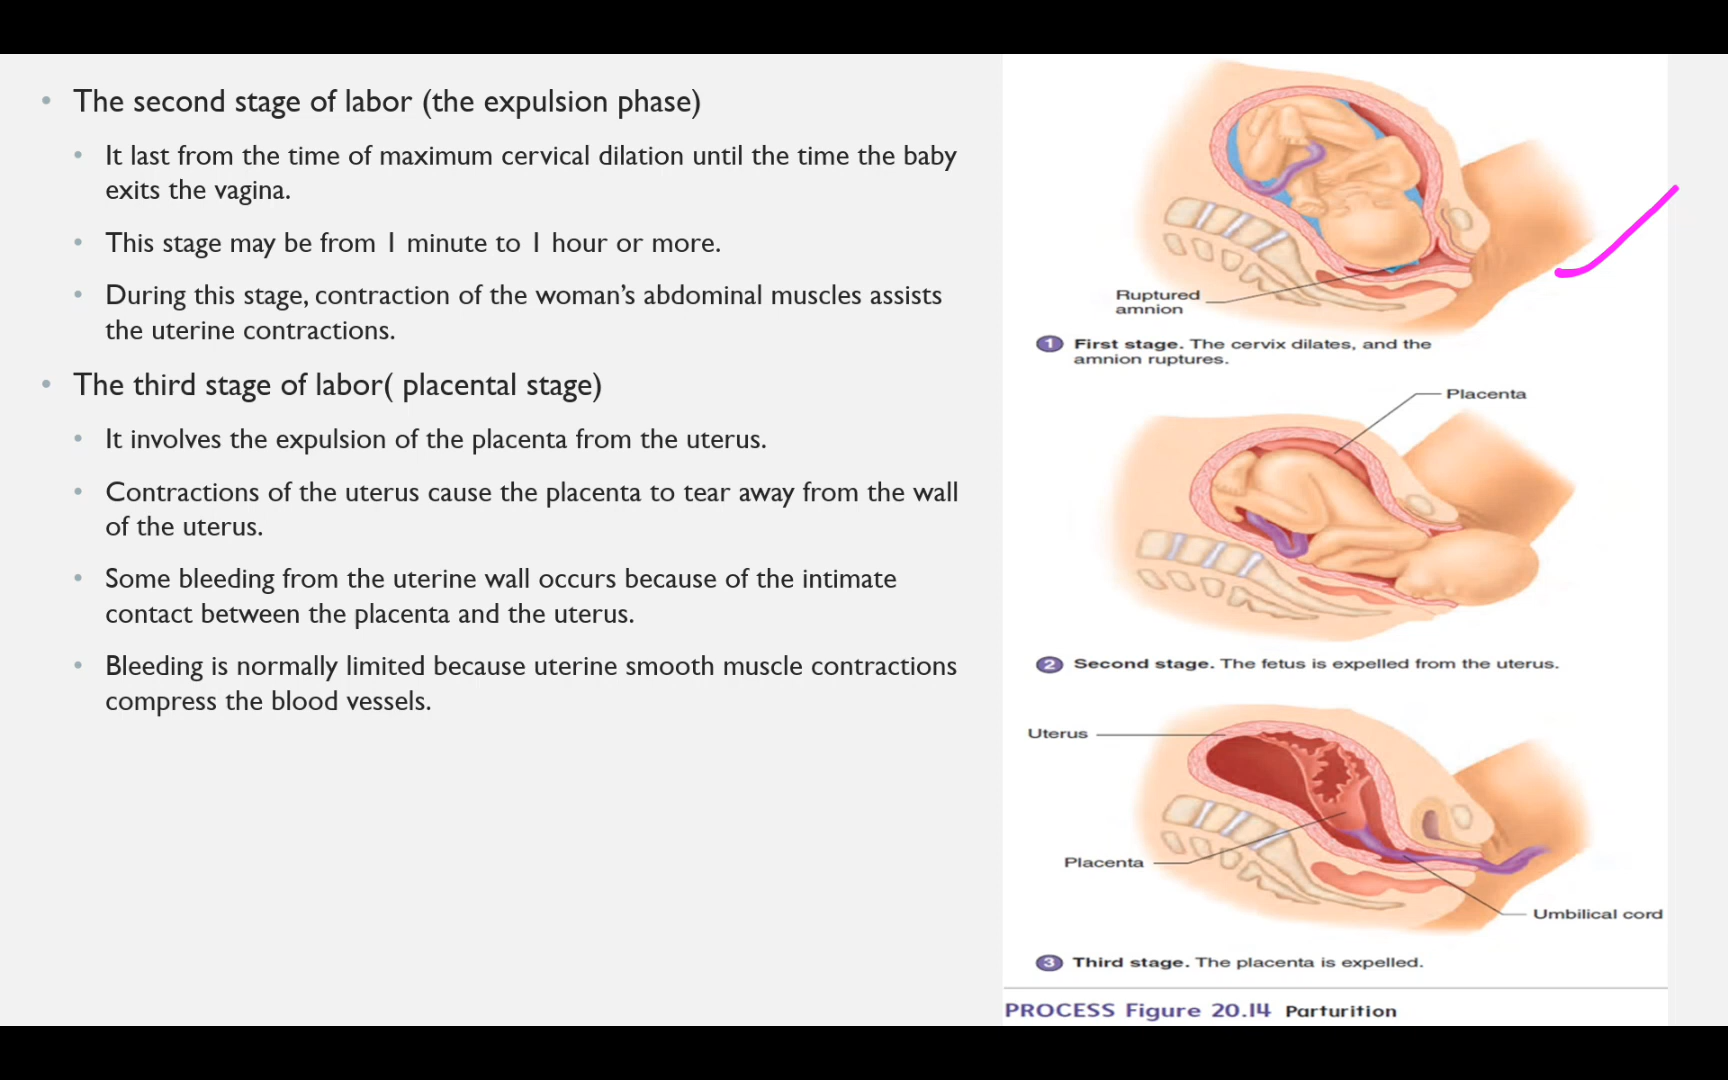 The second stage of labor (the expulsion phase)
It last from the time of maximum cervical dilation until the time the baby
exits the vagina.
This stage may be from 1 minute to 1 hour or more.
During this stage, contraction of the woman's abdominal muscles assists
the uterine contractions.
The third stage of labor( placental stage)
It involves the expulsion of the placenta from the uterus.
Contractions of the uterus cause the placenta to tear away from the wall
of the uterus.
Some bleeding from the uterine wall occurs because of the intimate
contact between the placenta and the uterus.
Bleeding is normally limited because uterine smooth muscle contractions
compress the blood vessels.
Ruptured
amnion
1 First stage. The cervix dilates, and the
amnion ruptures.
Placenta
2 Second stage. The fetus is expelled from the uterus.
Uterus
Placenta
Umbilical cord
3 Third stage. The placenta is expelled.
PROCESS Figure 20.14 Parturition